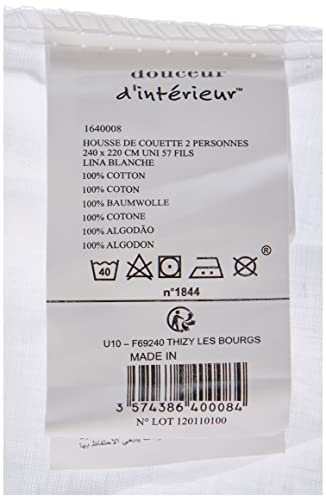 douceur
d'intérieur™
1640008
HOUSSE DE COUETTE 2 PERSONNES
240 x 220 CM UNI 57 FILS
LINA BLANCHE
100% COTTON
100% COTON
100% BAUMWOLLE
100% COTONE
100% ALGODÃO
100% ALGODON
40
®
n°1844
U10 – F69240 THIZY LES BOURGS
MADE IN
3 574386 400084
N° LOT 120110100